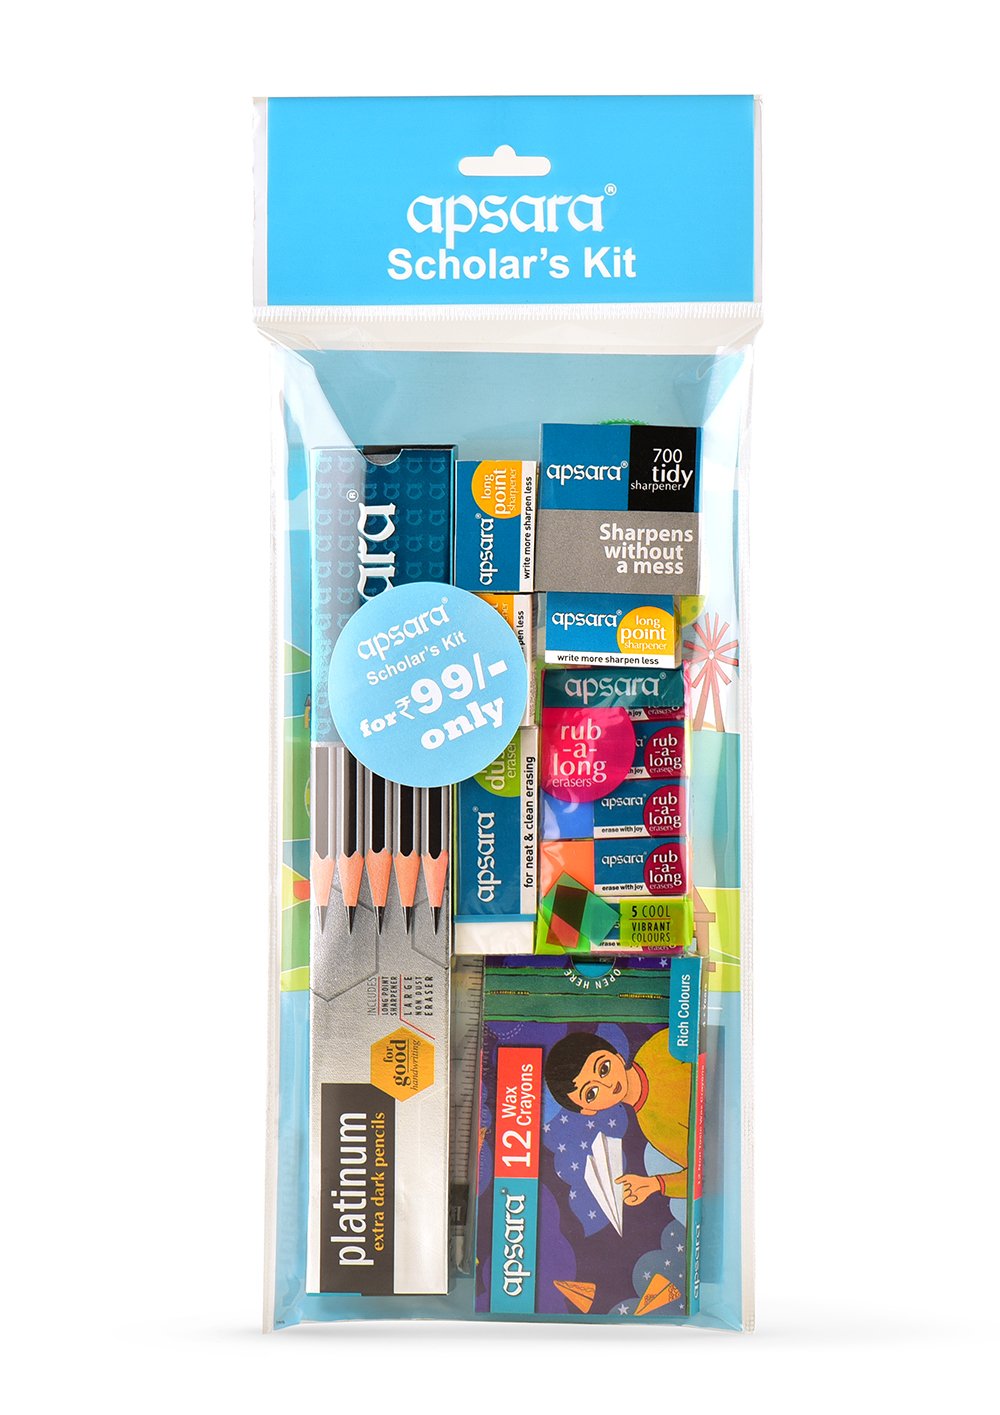 apsara®
Scholar's Kit
apsara®
700
tidy
sharpener
Sharpens
without
a mess
long
point
sharpener
apsara®
write more sharpen less
apsara®
long
point
sharpener
write more sharpen less
ara®
apsara®
Scholar's Kit
for ₹99/-
only
apsara®
rub
-a-
long
erasers
rub
-a-
long
erasers
apsara®
erase with joy
rub
-a-
long
erasers
apsara®
erase with joy
rub
-a-
long
erasers
5 COOL
VIBRANT
COLOURS
apsara®
for neat & clean erasing
INCLUDES
LONG POINT
SHARPENER
LARGE
NON DUST
ERASER
for
good
handwriting
platinum
extra dark pencils
OPEN HERE
Rich Colours
12 Wax
Crayons
apsara®
apsara